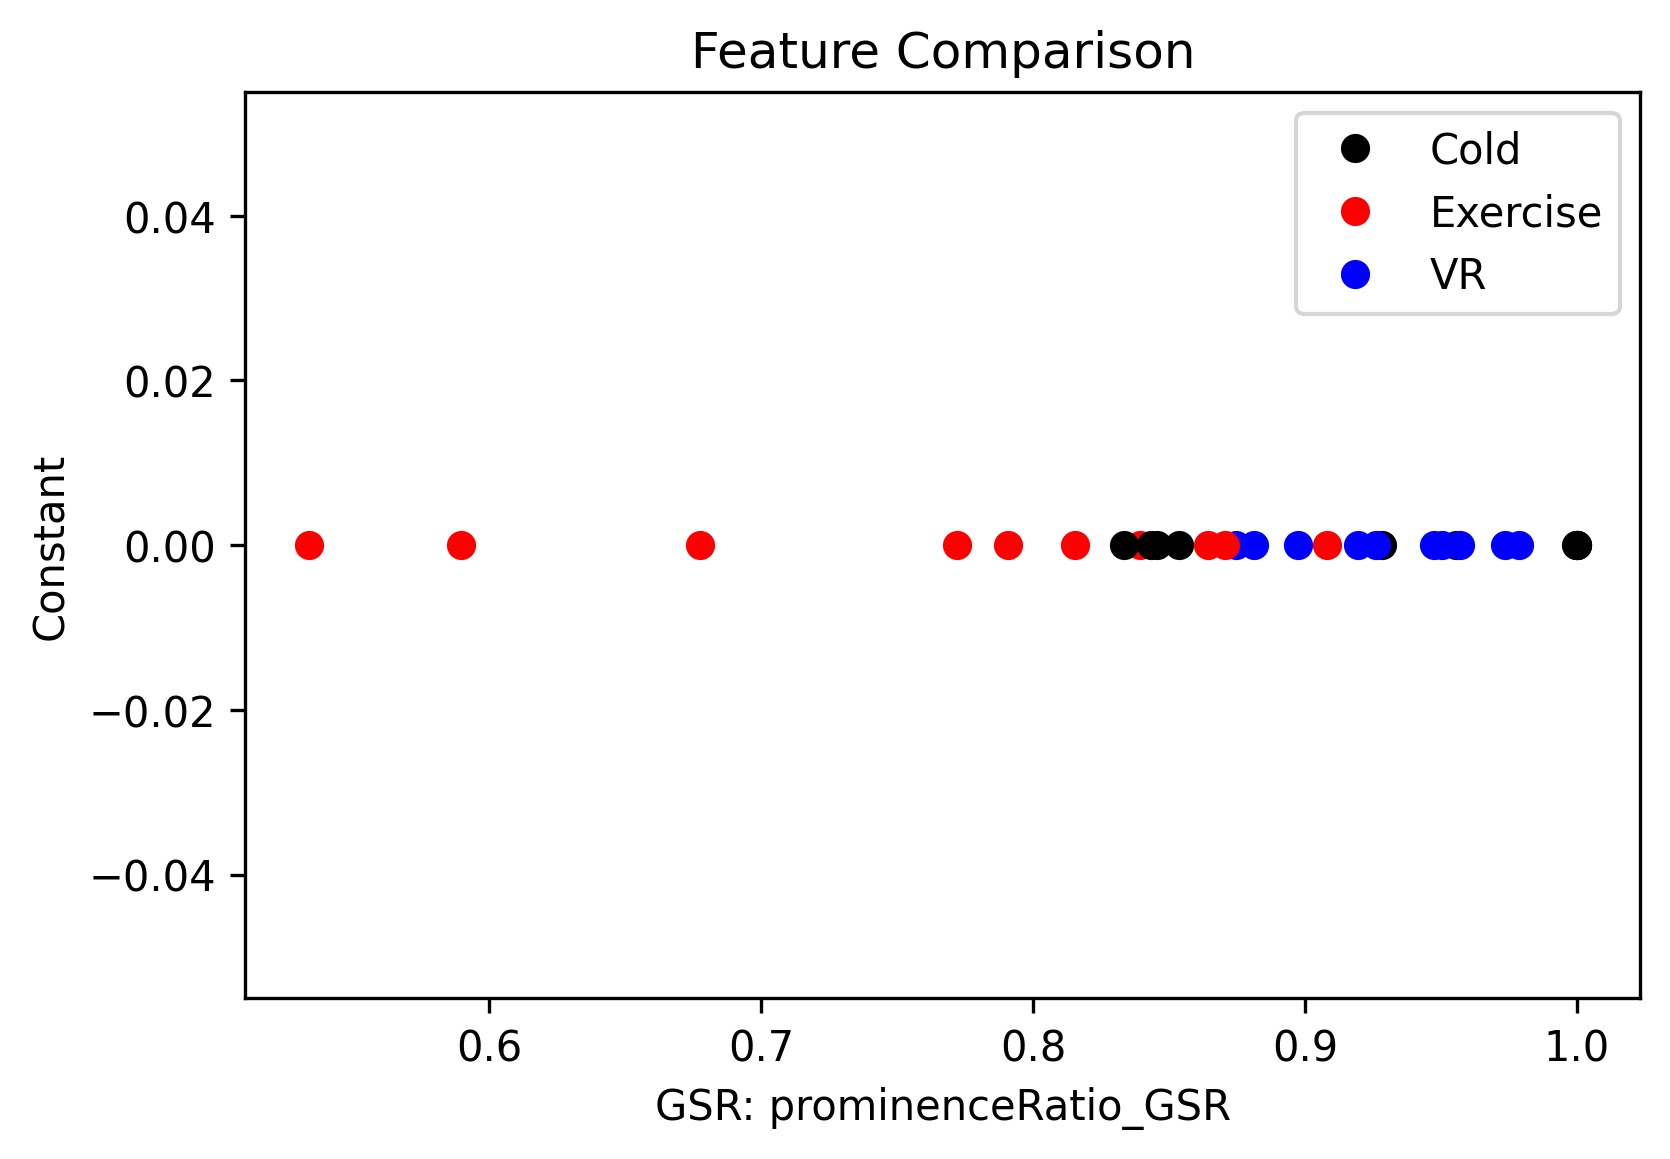 Feature Comparison
Cold
Exercise
VR
0.04
0.02
0.00
−0.02
−0.04
Constant
0.6 0.7 0.8 0.9 1.0
GSR: prominenceRatio_GSR